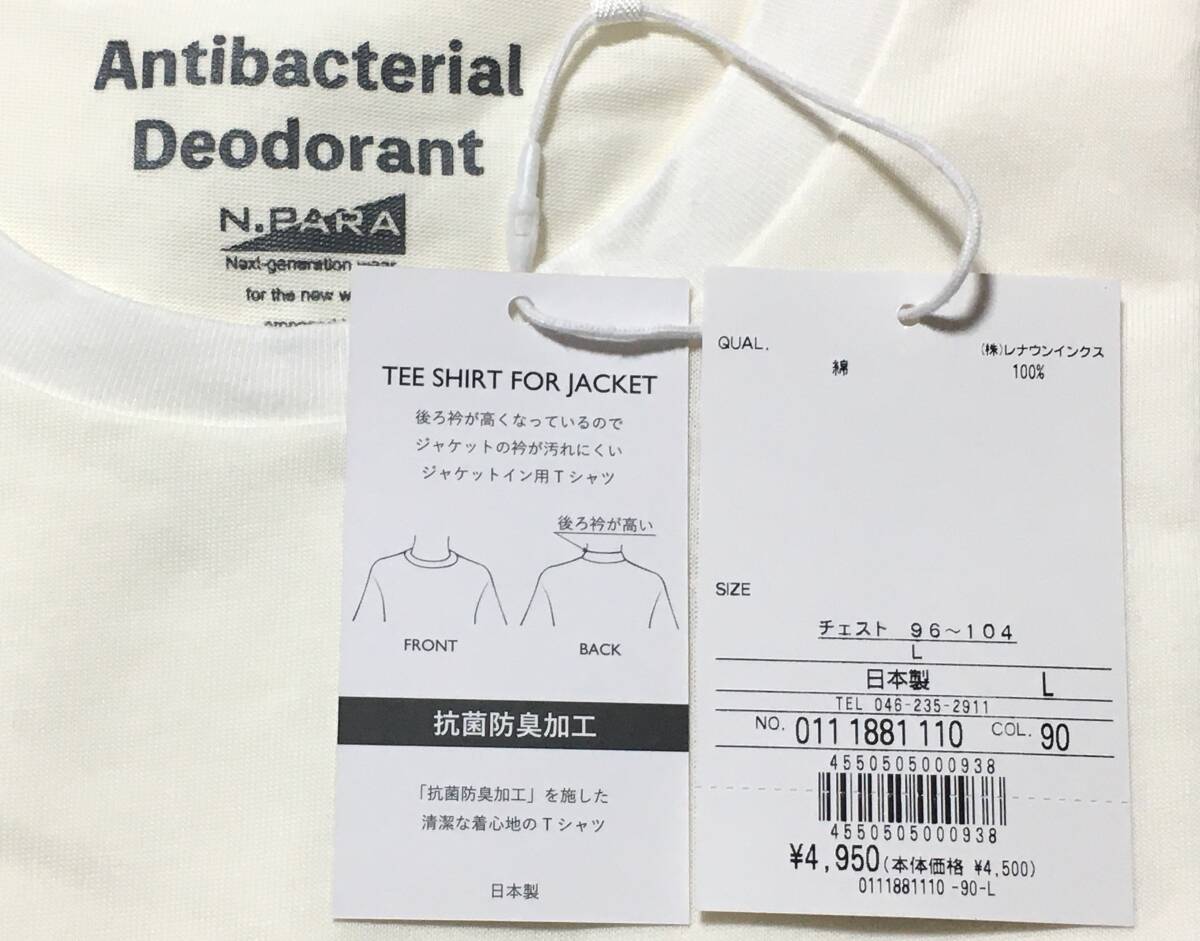 Antibacterial
Deodorant
N.PARA
Next-generation wear
for the new
TEE SHIRT FOR JACKET
後ろ衿が高くなっているので
ジャケットの衿が汚れにくい
ジャケットイン用Tシャツ
後ろ衿が高い
FRONT
BACK
抗菌防臭加工
「抗菌防臭加工」を施した
清潔な着心地のTシャツ
日本製
QUAL.
(株)レナウンインクス
綿 100%
SIZE
チェスト 96~104
L
日本製 L
TEL 046-235-2911
NO. 011 1881 110 COL. 90
4550505000938
4550505000938
¥4,950(本体価格 ¥4,500)
0111881110 -90-L